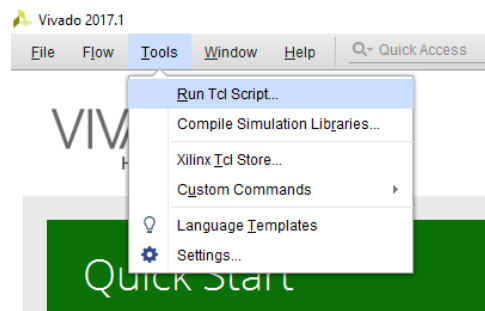 Vivado 2017.1
File Flow Tools Window Help Quick Access
Run Tcl Script...
Compile Simulation Libraries...
Xilinx Tcl Store...
Custom Commands
Language Templates
Settings...
Quick Start